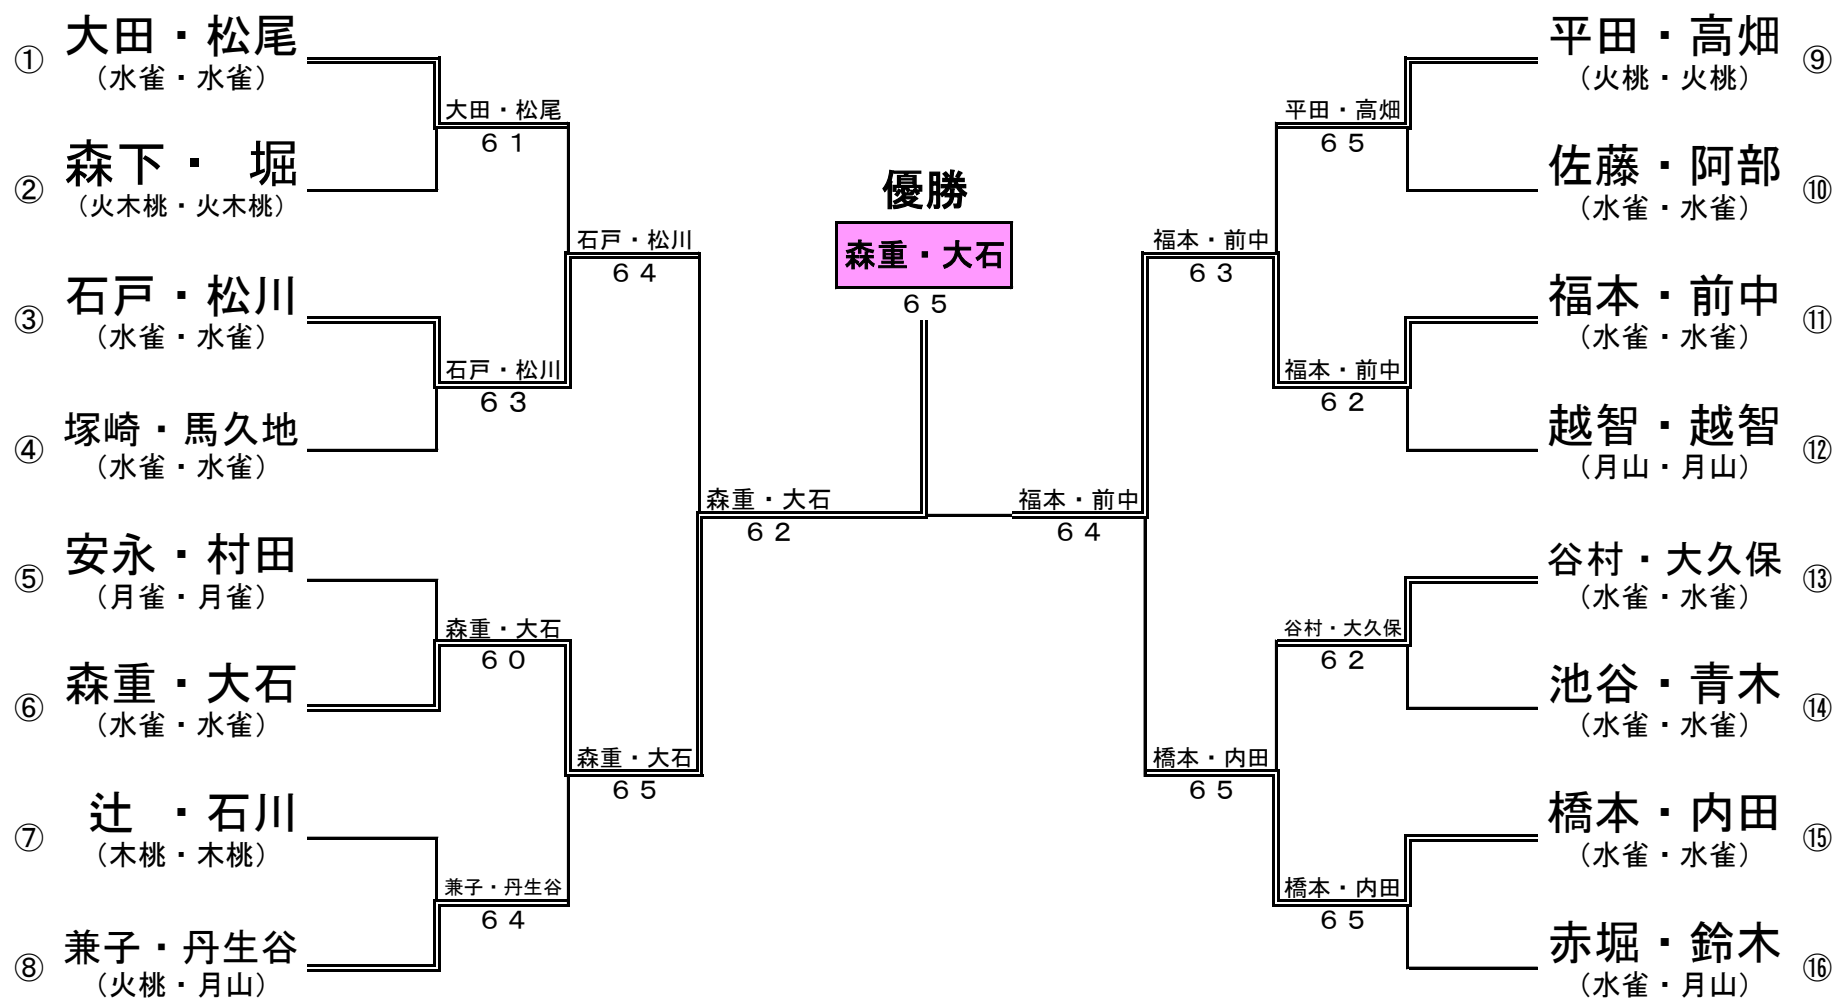 ① 大田・松尾
（水雀・水雀）
② 森下・　堀
（火木桃・火木桃）
③ 石戸・松川
（水雀・水雀）
④ 塚崎・馬久地
（水雀・水雀）
⑤ 安永・村田
（月雀・月雀）
⑥ 森重・大石
（水雀・水雀）
⑦ 辻　・石川
（木桃・木桃）
⑧ 兼子・丹生谷
（火桃・月山）
大田・松尾
６１
石戸・松川
６３
森重・大石
６０
兼子・丹生谷
６４
石戸・松川
６４
森重・大石
６５
森重・大石
６２
優勝
森重・大石
６５
福本・前中
６４
福本・前中
６３
橋本・内田
６５
平田・高畑
６５
福本・前中
６２
谷村・大久保
６２
橋本・内田
６５
平田・高畑 ⑨
（火桃・火桃）
佐藤・阿部 ⑩
（水雀・水雀）
福本・前中 ⑪
（水雀・水雀）
越智・越智 ⑫
（月山・月山）
谷村・大久保 ⑬
（水雀・水雀）
池谷・青木 ⑭
（水雀・水雀）
橋本・内田 ⑮
（水雀・水雀）
赤堀・鈴木 ⑯
（水雀・月山）